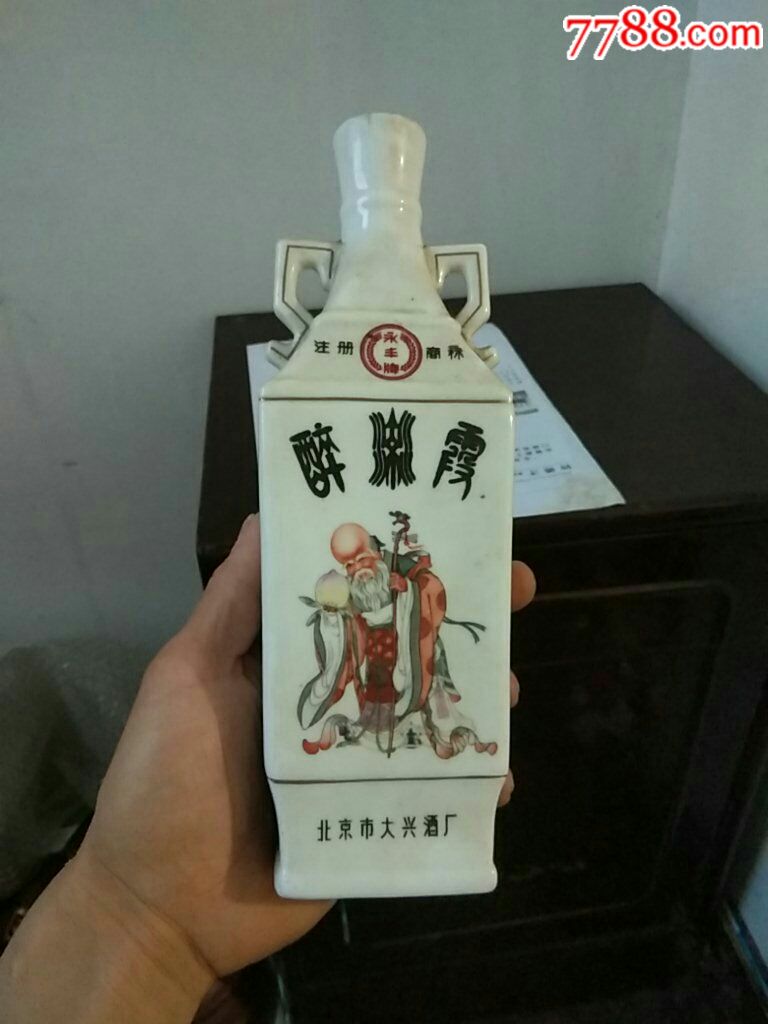 7788.com
注册 永丰牌 商标
醉流霞
北京市大兴酒厂